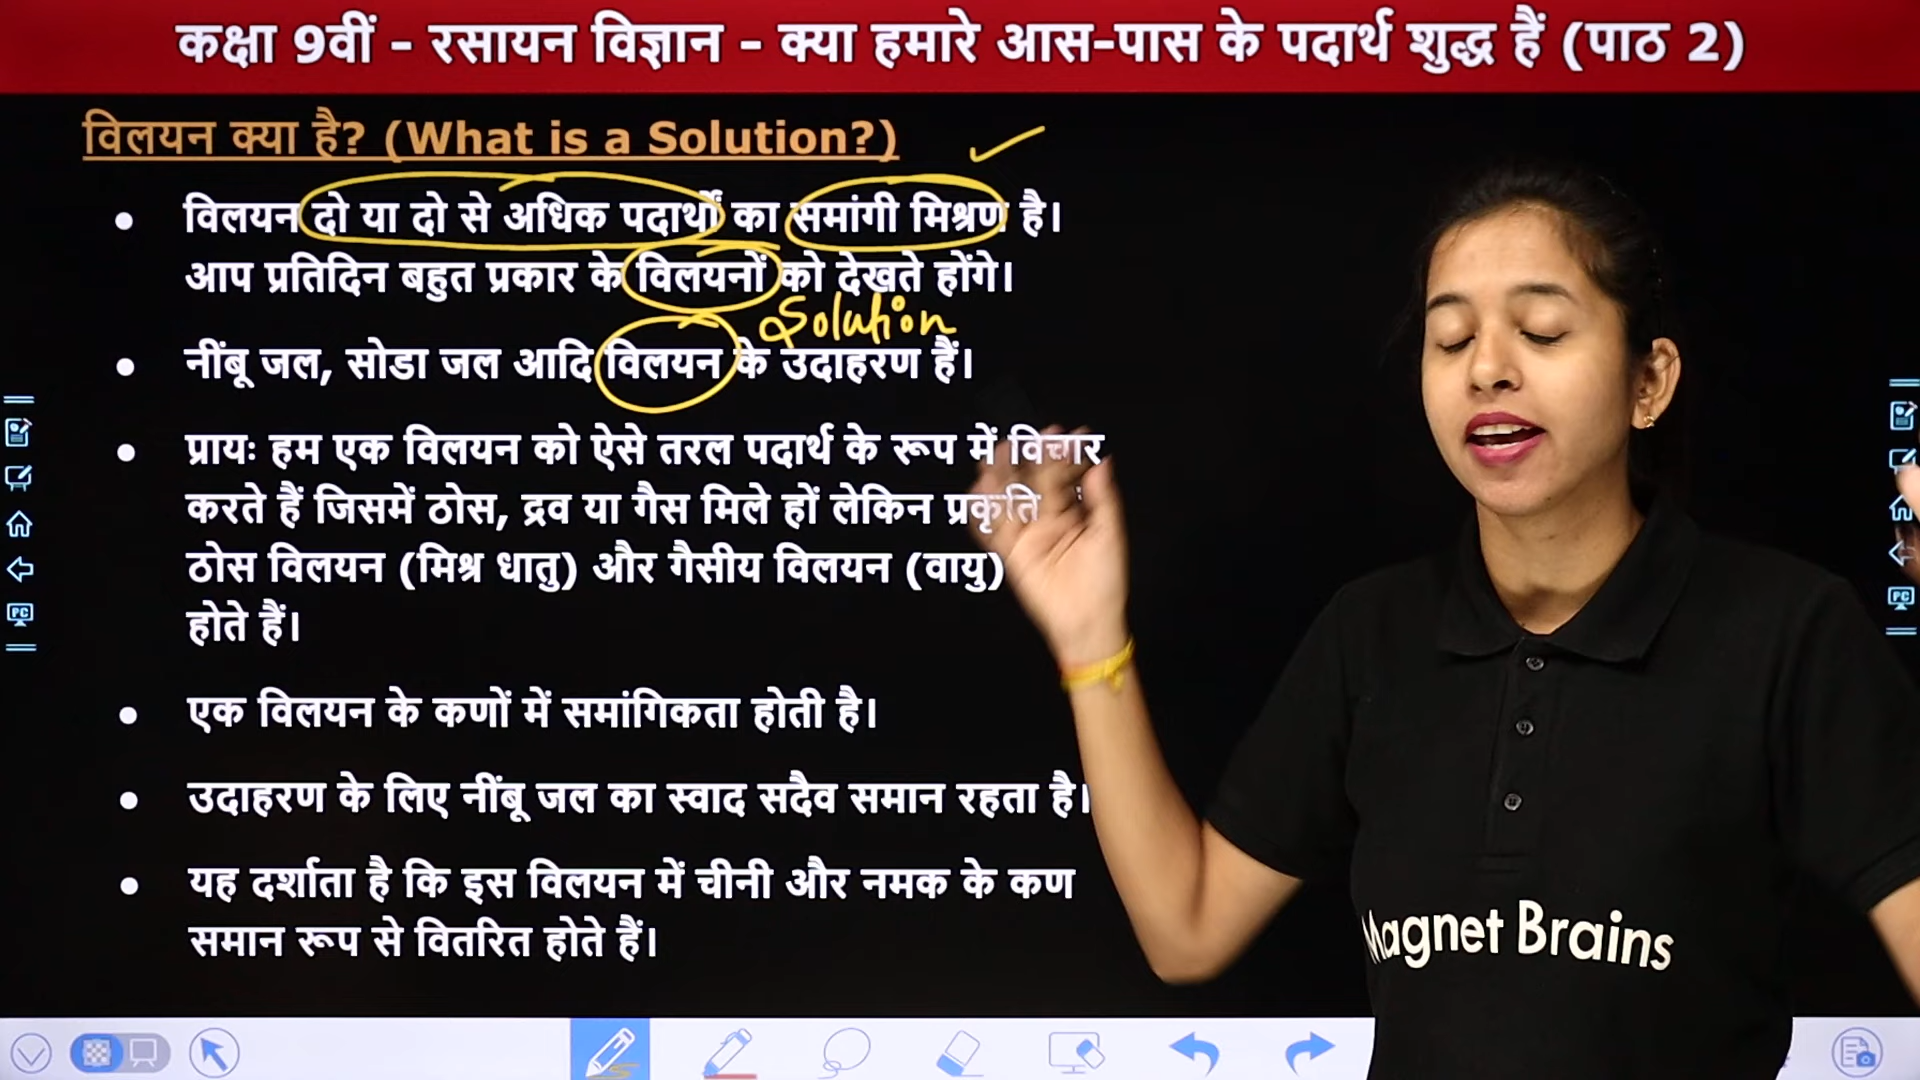 कक्षा 9वीं - रसायन विज्ञान - क्या हमारे आस-पास के पदार्थ शुद्ध हैं (पाठ 2)
विलयन क्या है? (What is a Solution?)
• विलयन दो या दो से अधिक पदार्थों का समांगी मिश्रण है।
आप प्रतिदिन बहुत प्रकार के विलयनों को देखते होंगे।
Solution
• नींबू जल, सोडा जल आदि विलयन के उदाहरण हैं।
• प्रायः हम एक विलयन को ऐसे तरल पदार्थ के रूप में विचार
करते हैं जिसमें ठोस, द्रव या गैस मिले हों लेकिन प्रकृति
ठोस विलयन (मिश्र धातु) और गैसीय विलयन (वायु)
होते हैं।
• एक विलयन के कणों में समांगिकता होती है।
• उदाहरण के लिए नींबू जल का स्वाद सदैव समान रहता है।
• यह दर्शाता है कि इस विलयन में चीनी और नमक के कण
समान रूप से वितरित होते हैं।
Magnet Brains
PC
PC